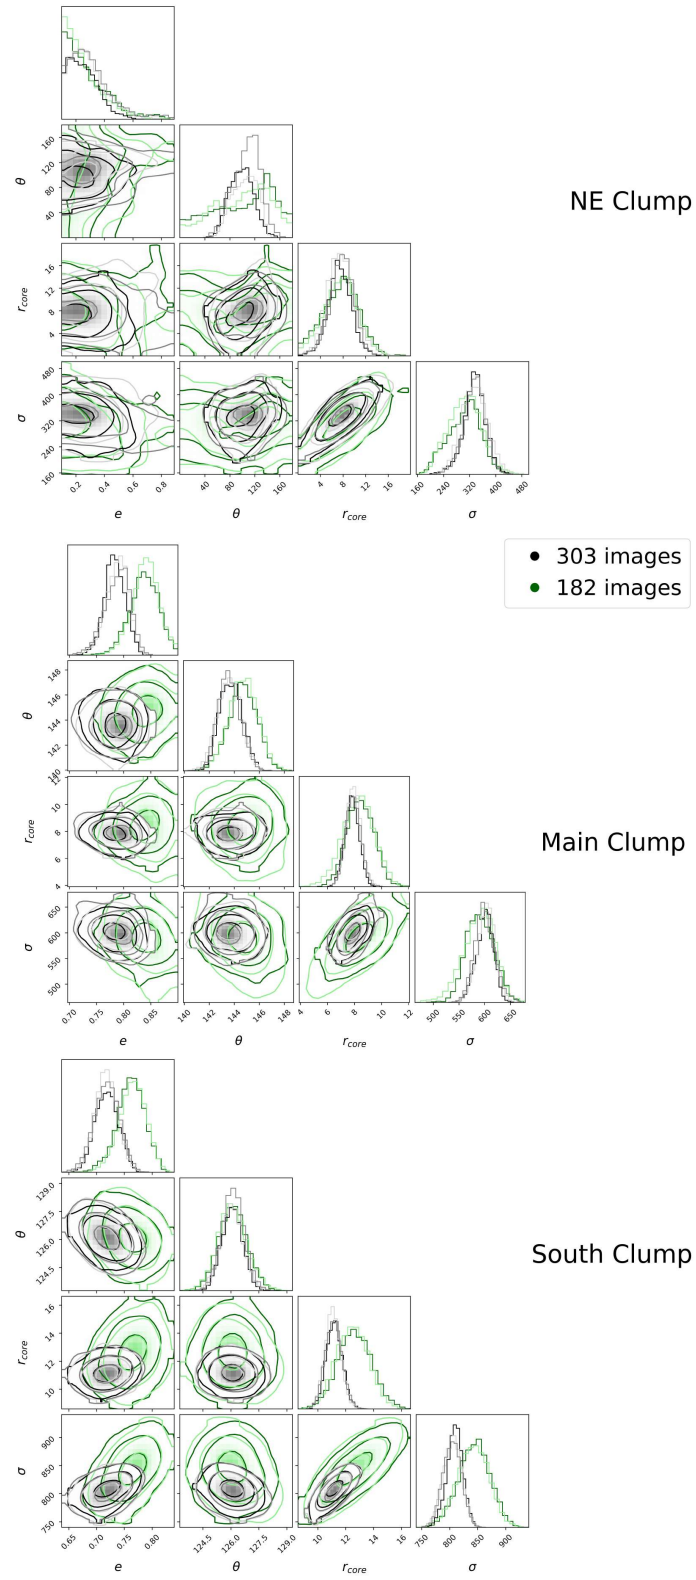 160
120
80
40
θ
NE Clump
16
12
8
4
r_core
480
400
320
240
160
σ
0.2 0.4 0.6 0.8 40 80 120 160 4 8 12 16 160 240 320 400 480
e θ r_core σ
303 images
182 images
148
146
144
142
140
θ
12
10
8
6
4
r_core
Main Clump
650
600
550
500
σ
0.70 0.75 0.80 0.85 140 142 144 146 148 4 6 8 10 12 500 550 600 650
e θ r_core σ
129.0
127.5
126.0
124.5
θ
South Clump
16
14
12
10
r_core
900
850
800
750
σ
0.65 0.70 0.75 0.80 124.5 126.0 127.5 129.0 10 12 14 16 750 800 850 900
e θ r_core σ